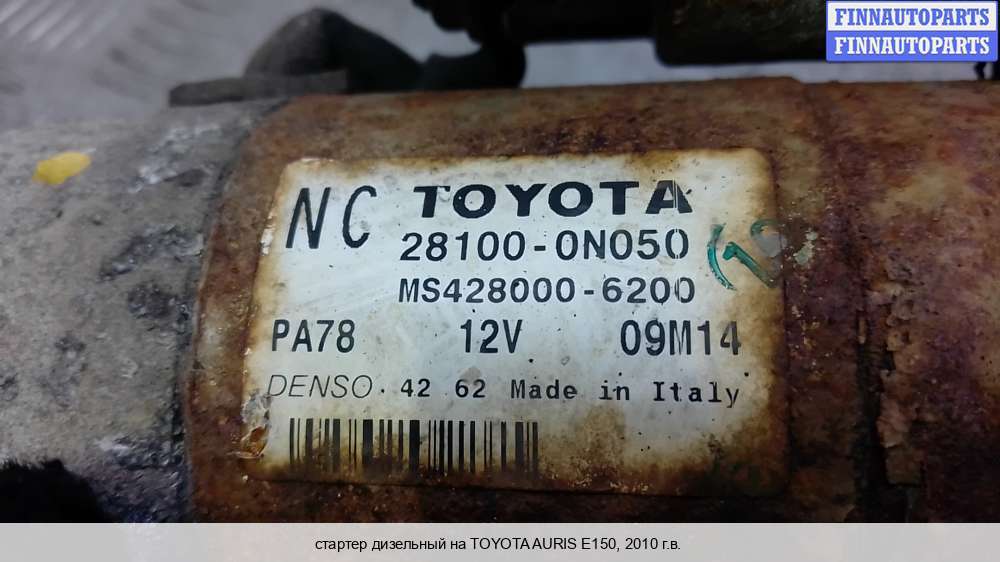 FINNAUTOPARTS
FINNAUTOPARTS
NC TOYOTA
28100-0N050
MS428000-6200
PA78 12V 09M14
DENSO 42 62 Made in Italy
стартер дизельный на TOYOTA AURIS E150, 2010 г.в.